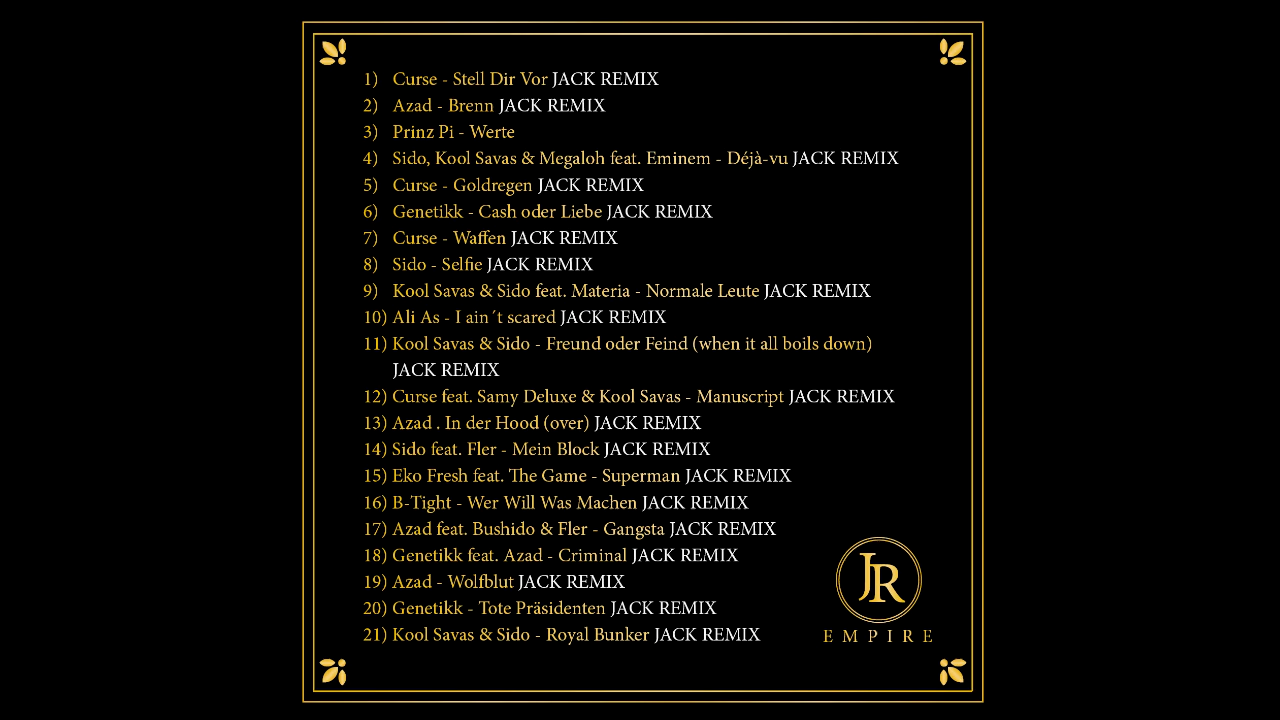 1) Curse - Stell Dir Vor JACK REMIX
2) Azad - Brenn JACK REMIX
3) Prinz Pi - Werte
4) Sido, Kool Savas & Megaloh feat. Eminem - Déjà-vu JACK REMIX
5) Curse - Goldregen JACK REMIX
6) Genetikk - Cash oder Liebe JACK REMIX
7) Curse - Waffen JACK REMIX
8) Sido - Selfie JACK REMIX
9) Kool Savas & Sido feat. Materia - Normale Leute JACK REMIX
10) Ali As - I ain´t scared JACK REMIX
11) Kool Savas & Sido - Freund oder Feind (when it all boils down)
JACK REMIX
12) Curse feat. Samy Deluxe & Kool Savas - Manuscript JACK REMIX
13) Azad . In der Hood (over) JACK REMIX
14) Sido feat. Fler - Mein Block JACK REMIX
15) Eko Fresh feat. The Game - Superman JACK REMIX
16) B-Tight - Wer Will Was Machen JACK REMIX
17) Azad feat. Bushido & Fler - Gangsta JACK REMIX
18) Genetikk feat. Azad - Criminal JACK REMIX
19) Azad - Wolfblut JACK REMIX
20) Genetikk - Tote Präsidenten JACK REMIX
21) Kool Savas & Sido - Royal Bunker JACK REMIX
JR
EMPIRE